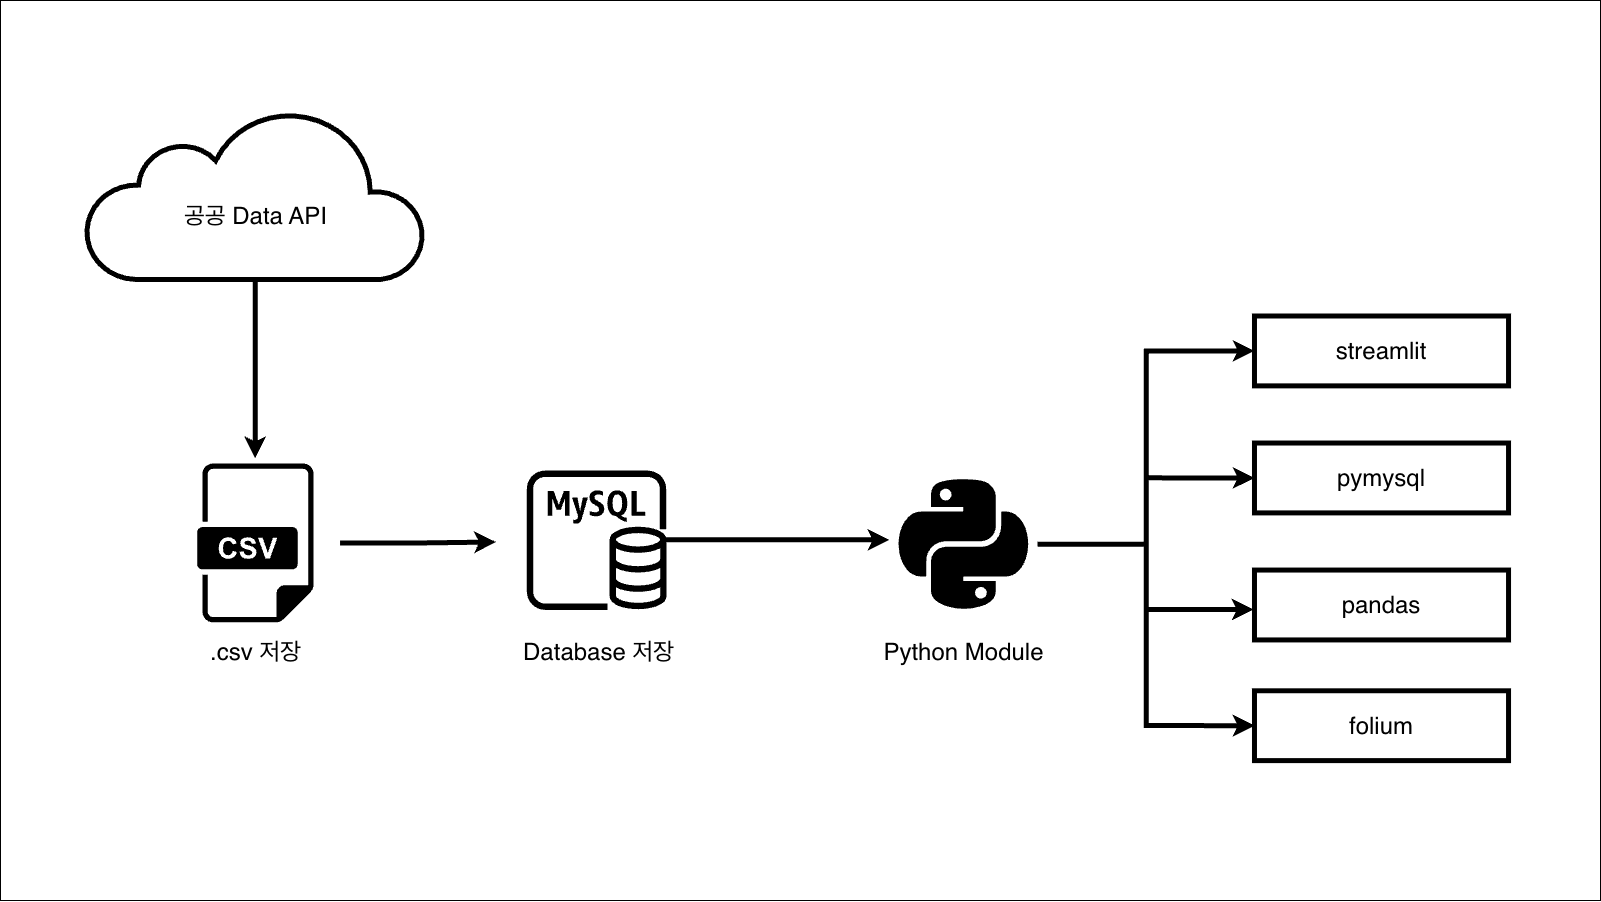 공공 Data API
CSV
.csv 저장
MySQL
Database 저장
Python Module
streamlit
pymysql
pandas
folium